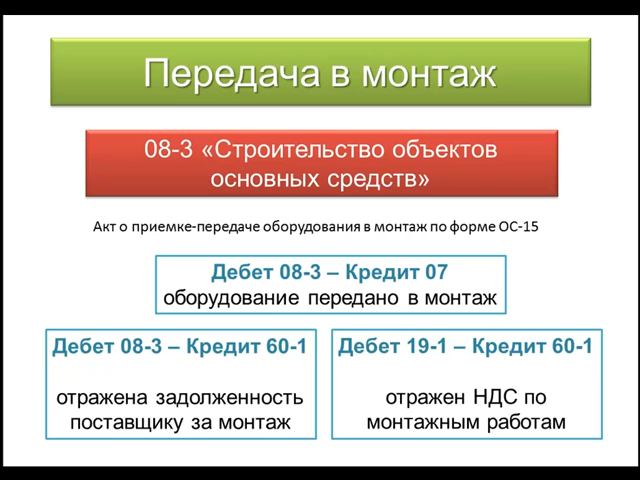 Передача в монтаж
08-3 «Строительство объектов
основных средств»
Акт о приемке-передаче оборудования в монтаж по форме ОС-15
Дебет 08-3 – Кредит 07
оборудование передано в монтаж
Дебет 08-3 – Кредит 60-1
отражена задолженность
поставщику за монтаж
Дебет 19-1 – Кредит 60-1
отражен НДС по
монтажным работам